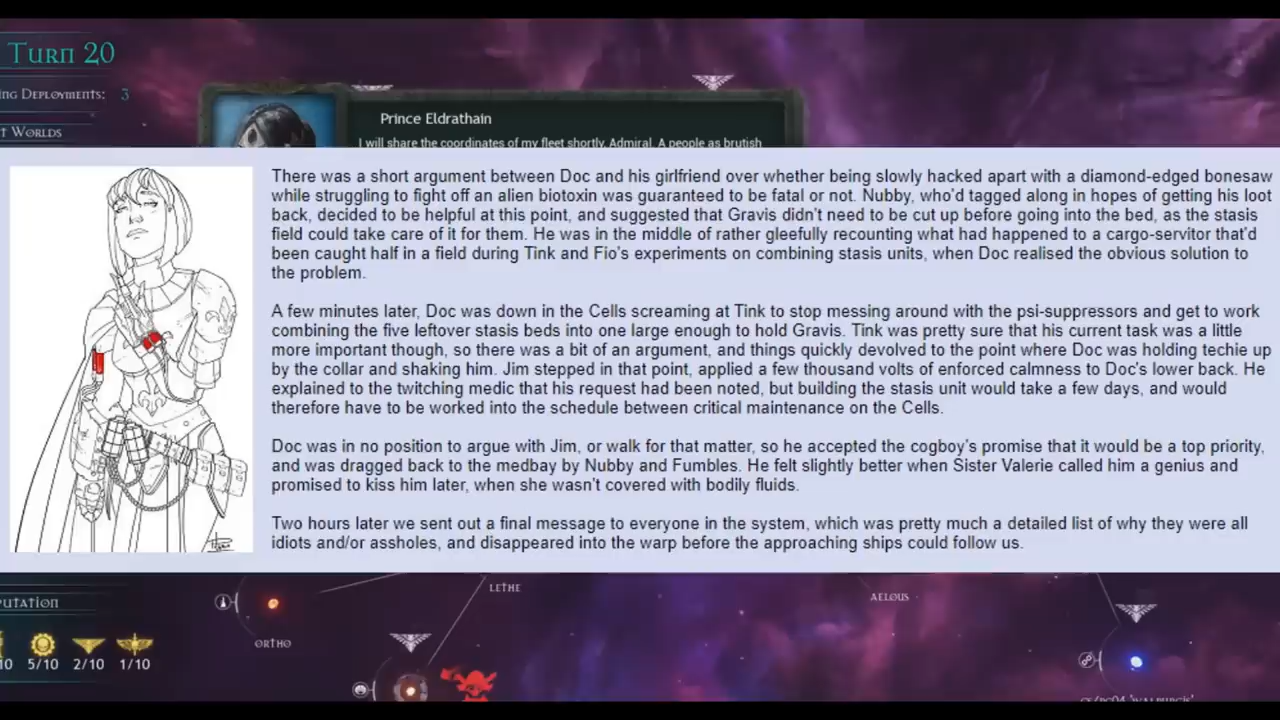 Turn 20
ng Deployments: 3
t Worlds
Prince Eldrathain
I will share the coordinates of my fleet shortly, Admiral. A people as brutish
There was a short argument between Doc and his girlfriend over whether being slowly hacked apart with a diamond-edged bonesaw
while struggling to fight off an alien biotoxin was guaranteed to be fatal or not. Nubby, who'd tagged along in hopes of getting his loot
back, decided to be helpful at this point, and suggested that Gravis didn't need to be cut up before going into the bed, as the stasis
field could take care of it for them. He was in the middle of rather gleefully recounting what had happened to a cargo-servitor that'd
been caught half in a field during Tink and Fio's experiments on combining stasis units, when Doc realised the obvious solution to
the problem.
A few minutes later, Doc was down in the Cells screaming at Tink to stop messing around with the psi-suppressors and get to work
combining the five leftover stasis beds into one large enough to hold Gravis. Tink was pretty sure that his current task was a little
more important though, so there was a bit of an argument, and things quickly devolved to the point where Doc was holding techie up
by the collar and shaking him. Jim stepped in that point, applied a few thousand volts of enforced calmness to Doc's lower back. He
explained to the twitching medic that his request had been noted, but building the stasis unit would take a few days, and would
therefore have to be worked into the schedule between critical maintenance on the Cells.
Doc was in no position to argue with Jim, or walk for that matter, so he accepted the cogboy's promise that it would be a top priority,
and was dragged back to the medbay by Nubby and Fumbles. He felt slightly better when Sister Valerie called him a genius and
promised to kiss him later, when she wasn't covered with bodily fluids.
Two hours later we sent out a final message to everyone in the system, which was pretty much a detailed list of why they were all
idiots and/or assholes, and disappeared into the warp before the approaching ships could follow us.
putation
10 5/10 2/10 1/10
Ortho
Lethe
Aelous